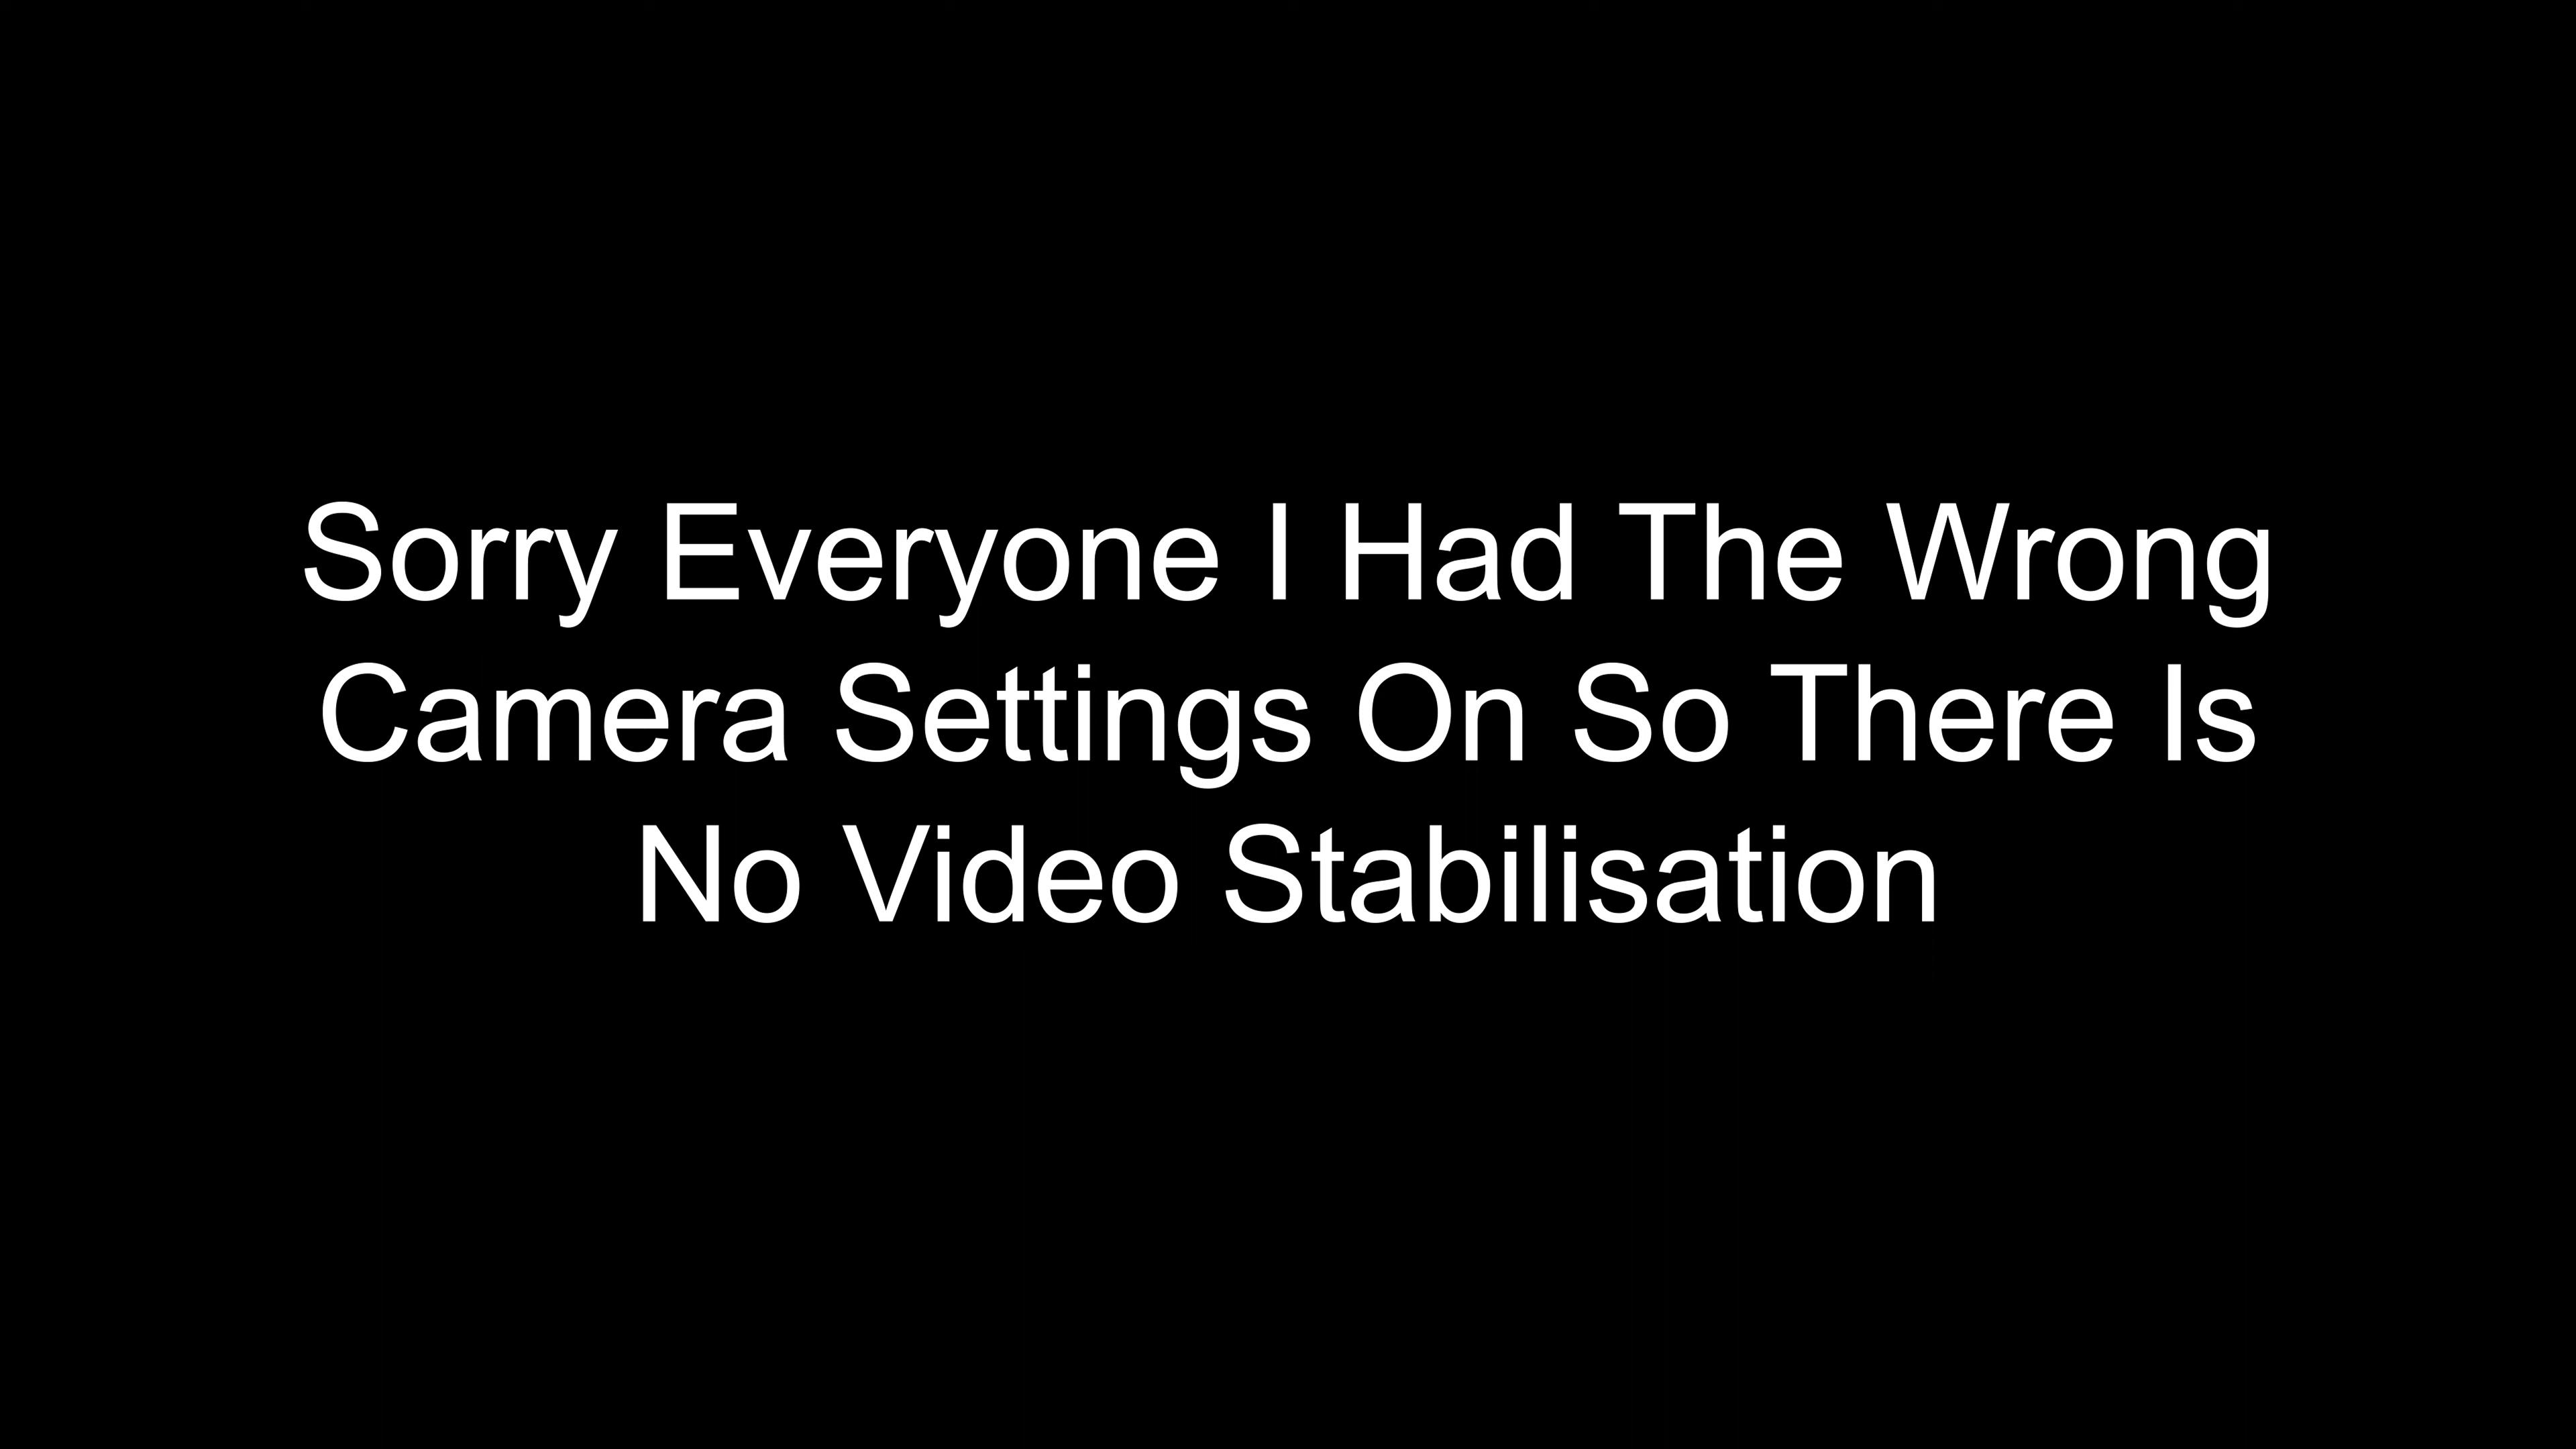 Sorry Everyone I Had The Wrong
Camera Settings On So There Is
No Video Stabilisation